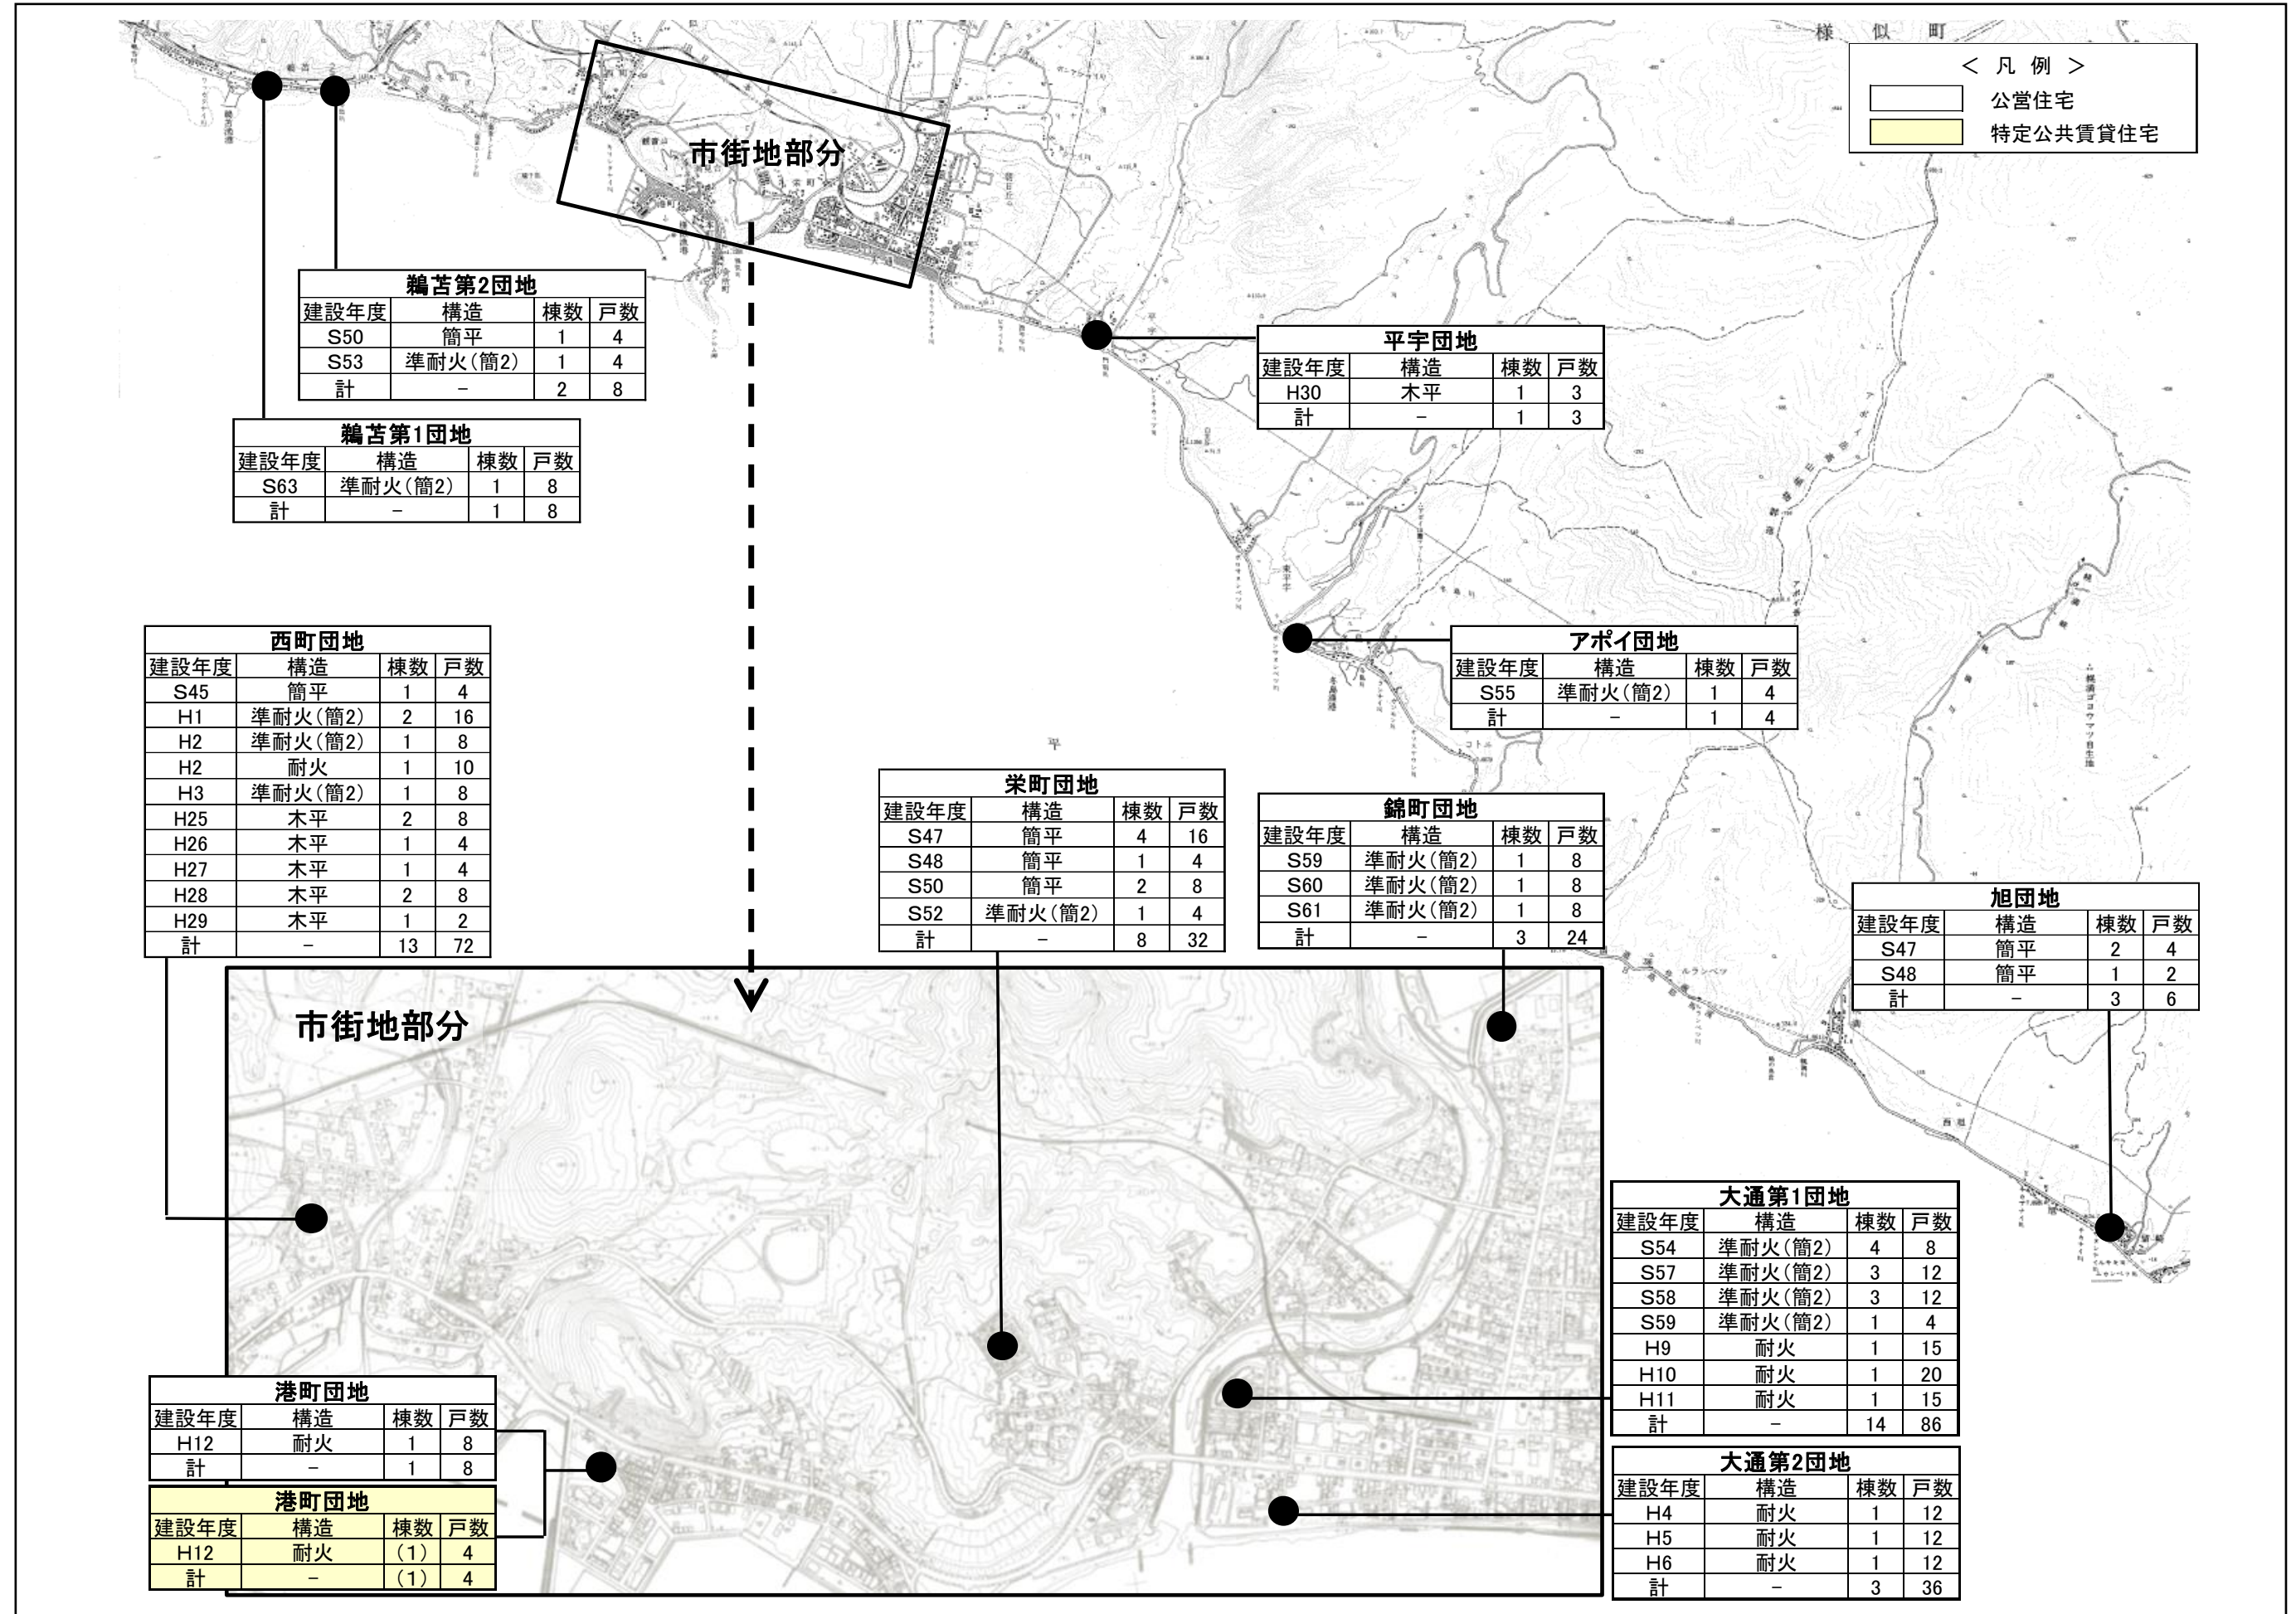 様似町
＜ 凡 例 ＞
公営住宅
特定公共賃貸住宅
市街地部分
鵜苫第2団地
建設年度 構造 棟数 戸数
S50 簡平 1 4
S53 準耐火(簡2) 1 4
計 － 2 8
鵜苫第1団地
建設年度 構造 棟数 戸数
S63 準耐火(簡2) 1 8
計 － 1 8
平宇団地
建設年度 構造 棟数 戸数
H30 木平 1 3
計 － 1 3
アポイ団地
建設年度 構造 棟数 戸数
S55 準耐火(簡2) 1 4
計 － 1 4
西町団地
建設年度 構造 棟数 戸数
S45 簡平 1 4
H1 準耐火(簡2) 2 16
H2 準耐火(簡2) 1 8
H2 耐火 1 10
H3 準耐火(簡2) 1 8
H25 木平 2 8
H26 木平 1 4
H27 木平 1 4
H28 木平 2 8
H29 木平 1 2
計 － 13 72
平
栄町団地
建設年度 構造 棟数 戸数
S47 簡平 4 16
S48 簡平 1 4
S50 簡平 2 8
S52 準耐火(簡2) 1 4
計 － 8 32
錦町団地
建設年度 構造 棟数 戸数
S59 準耐火(簡2) 1 8
S60 準耐火(簡2) 1 8
S61 準耐火(簡2) 1 8
計 － 3 24
旭団地
建設年度 構造 棟数 戸数
S47 簡平 2 4
S48 簡平 1 2
計 － 3 6
市街地部分
大通第1団地
建設年度 構造 棟数 戸数
S54 準耐火(簡2) 4 8
S57 準耐火(簡2) 3 12
S58 準耐火(簡2) 3 12
S59 準耐火(簡2) 1 4
H9 耐火 1 15
H10 耐火 1 20
H11 耐火 1 15
計 － 14 86
港町団地
建設年度 構造 棟数 戸数
H12 耐火 1 8
計 － 1 8
港町団地
建設年度 構造 棟数 戸数
H12 耐火 (1) 4
計 － (1) 4
大通第2団地
建設年度 構造 棟数 戸数
H4 耐火 1 12
H5 耐火 1 12
H6 耐火 1 12
計 － 3 36